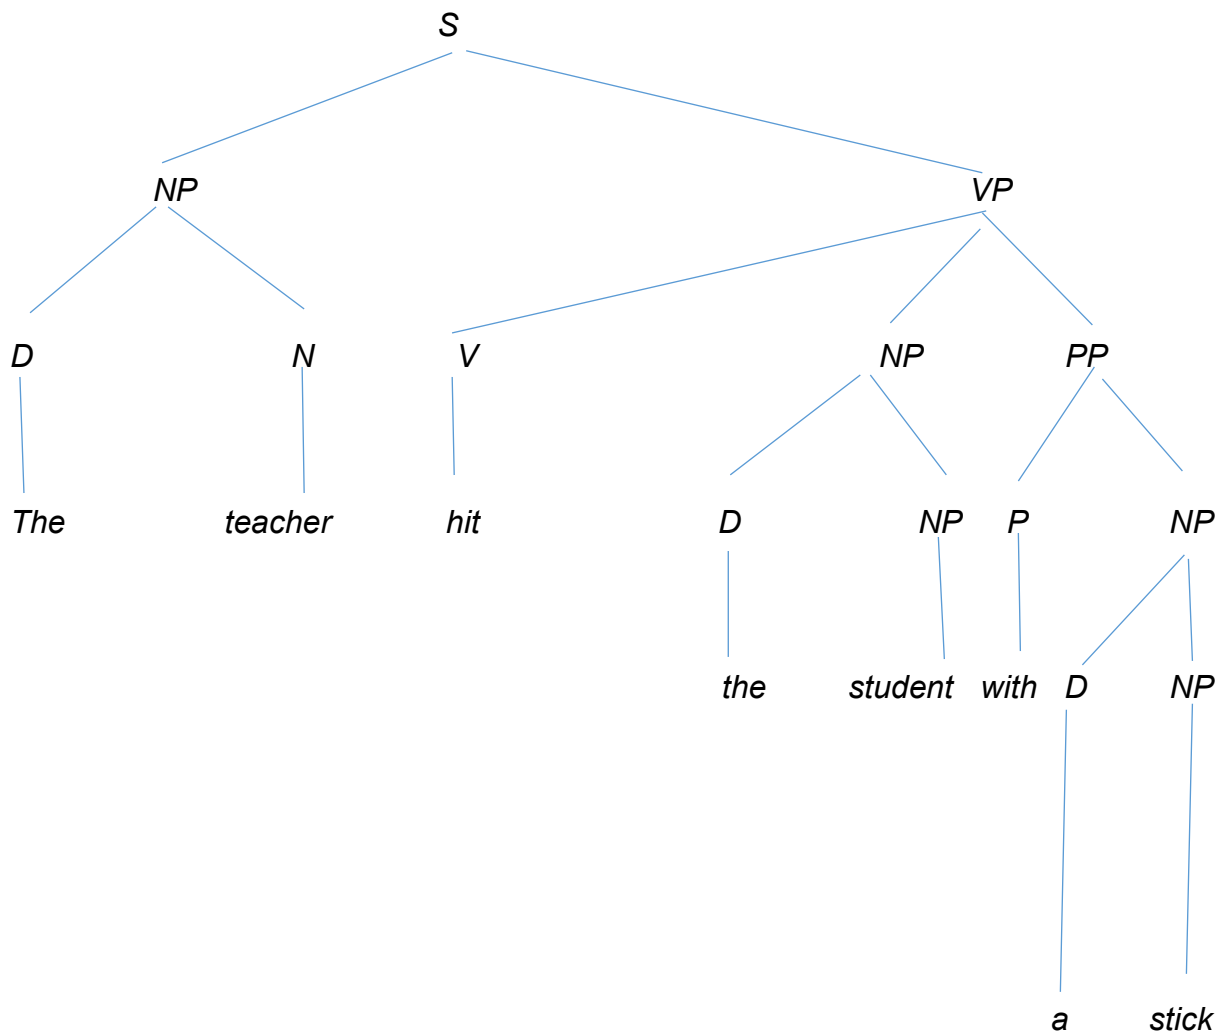 S
NP VP
D N V NP PP
The teacher hit D NP P NP
the student with D NP
a stick